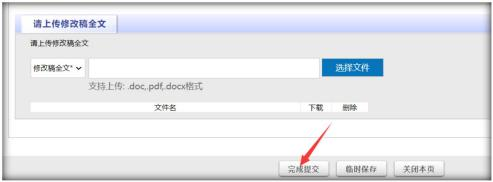 请上传修改稿全文
请上传修改稿全文
修改稿全文* 选择文件
支持上传: .doc,.pdf,.docx格式
文件名 下载 删除
完成提交 临时保存 关闭本页